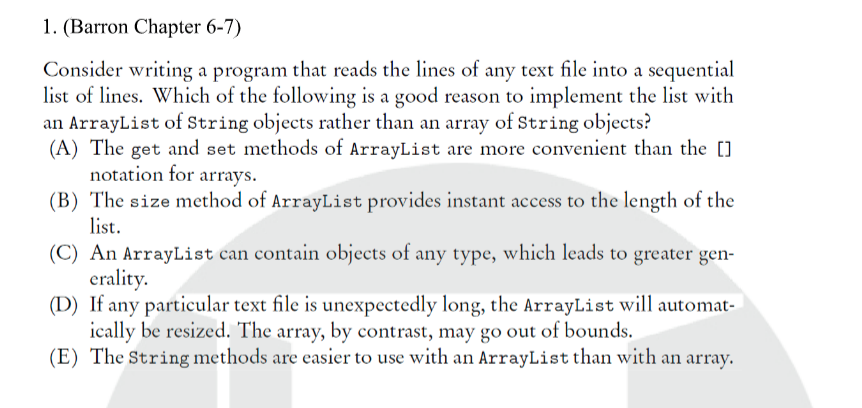 1. (Barron Chapter 6-7)
Consider writing a program that reads the lines of any text file into a sequential
list of lines. Which of the following is a good reason to implement the list with
an ArrayList of String objects rather than an array of String objects?
(A) The get and set methods of ArrayList are more convenient than the []
notation for arrays.
(B) The size method of ArrayList provides instant access to the length of the
list.
(C) An ArrayList can contain objects of any type, which leads to greater gen-
erality.
(D) If any particular text file is unexpectedly long, the ArrayList will automat-
ically be resized. The array, by contrast, may go out of bounds.
(E) The String methods are easier to use with an ArrayList than with an array.